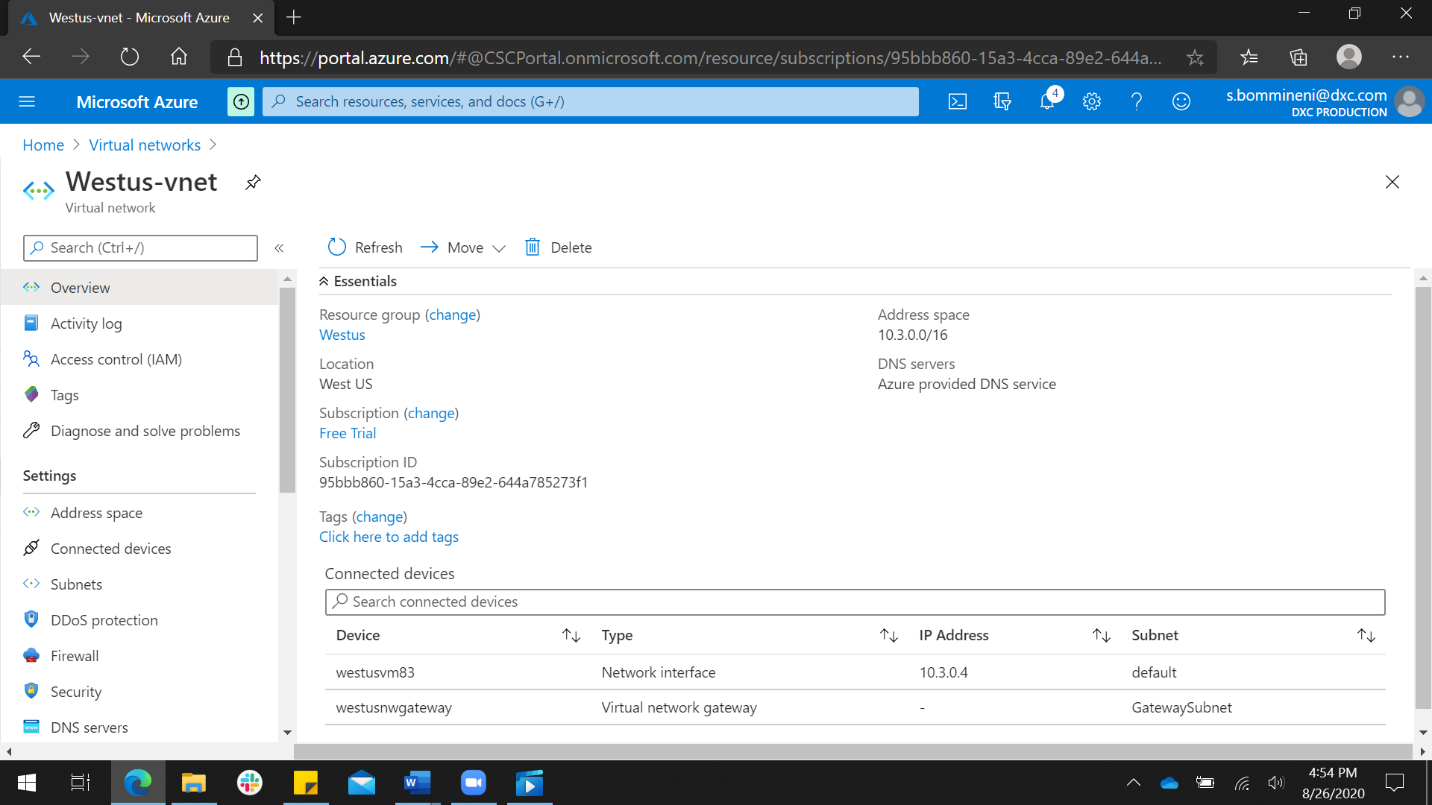 Westus-vnet - Microsoft Azure
https://portal.azure.com/#@CSCPortal.onmicrosoft.com/resource/subscriptions/95bbb860-15a3-4cca-89e2-644a...
Microsoft Azure
Search resources, services, and docs (G+/)
4
s.bommineni@dxc.com
DXC PRODUCTION
Home > Virtual networks >
Westus-vnet
Virtual network
Search (Ctrl+/)
«
Refresh
Move
Delete
Overview
Activity log
Access control (IAM)
Tags
Diagnose and solve problems
Settings
Address space
Connected devices
Subnets
DDoS protection
Firewall
Security
DNS servers
Essentials
Resource group (change)
Westus
Location
West US
Subscription (change)
Free Trial
Subscription ID
95bbb860-15a3-4cca-89e2-644a785273f1
Tags (change)
Click here to add tags
Address space
10.3.0.0/16
DNS servers
Azure provided DNS service
Connected devices
Search connected devices
Device Type IP Address Subnet
westusvm83 Network interface 10.3.0.4 default
westusnwgateway Virtual network gateway - GatewaySubnet
4:54 PM
8/26/2020